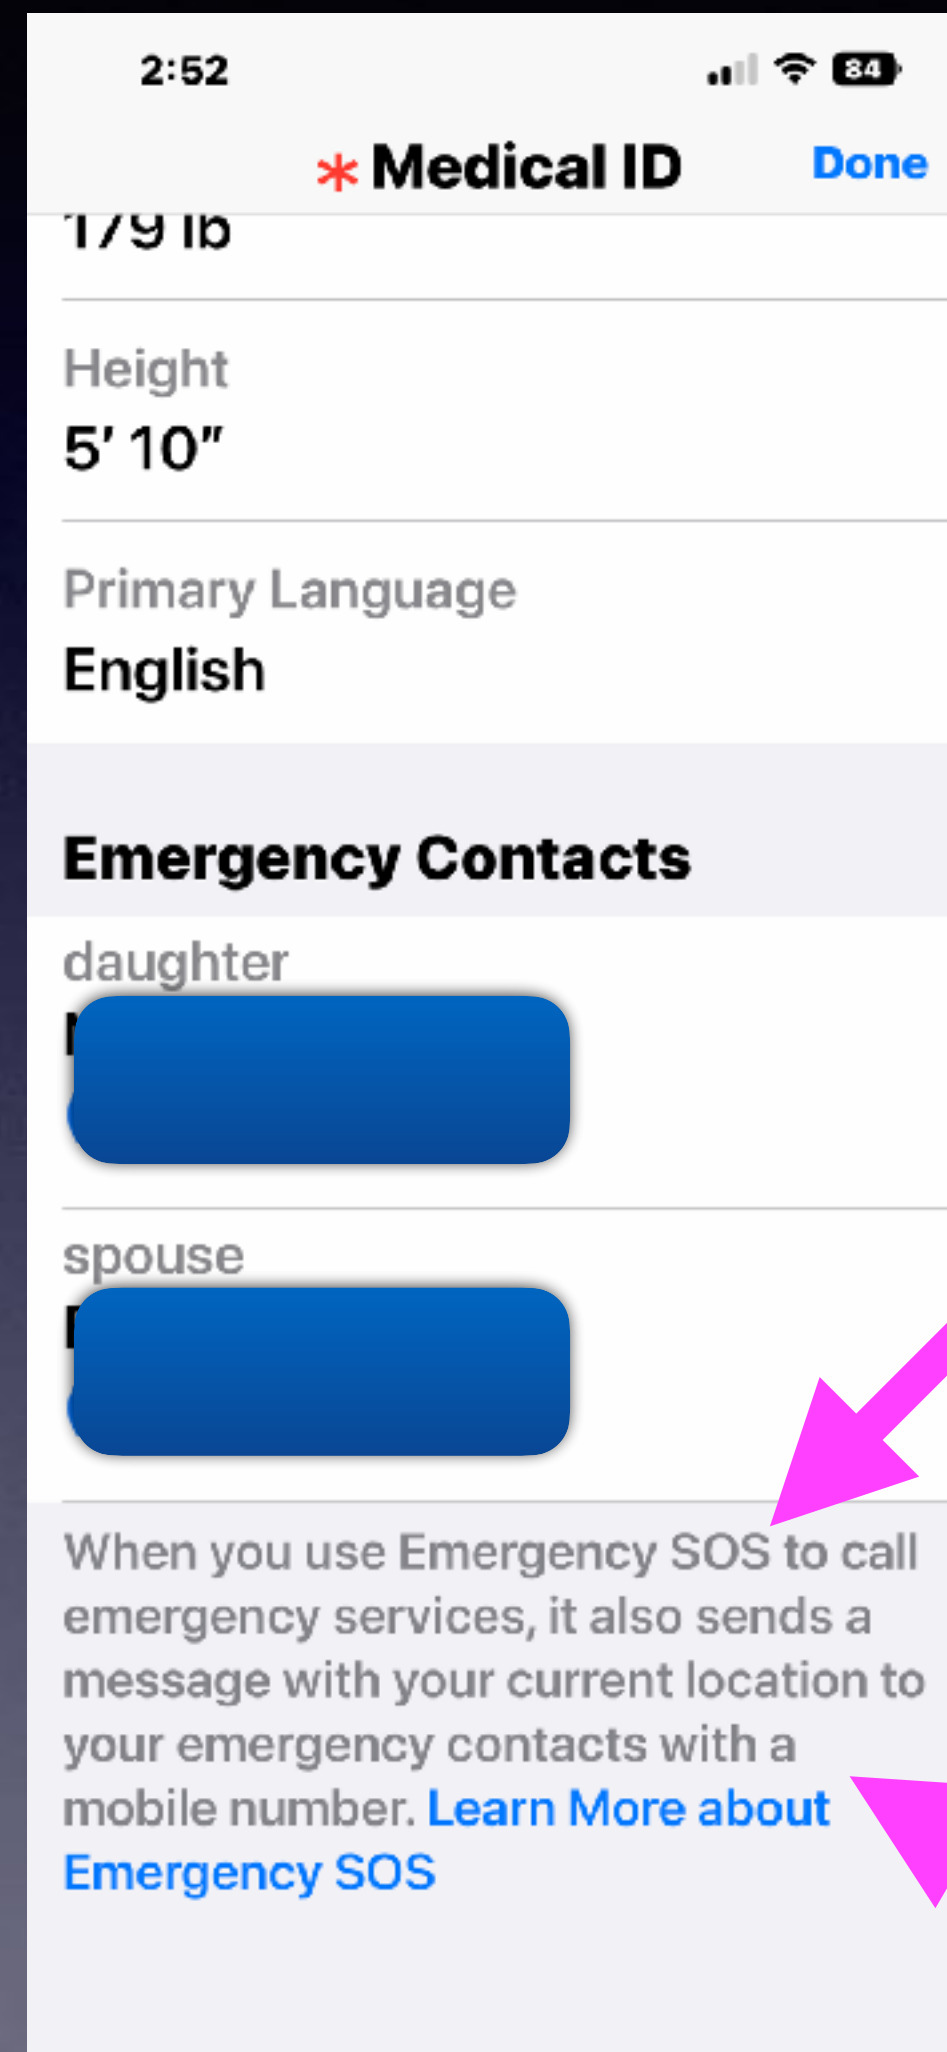 2:52
84
* Medical ID
Done
179 lb
Height
5' 10"
Primary Language
English
Emergency Contacts
daughter
spouse
When you use Emergency SOS to call
emergency services, it also sends a
message with your current location to
your emergency contacts with a
mobile number. Learn More about
Emergency SOS